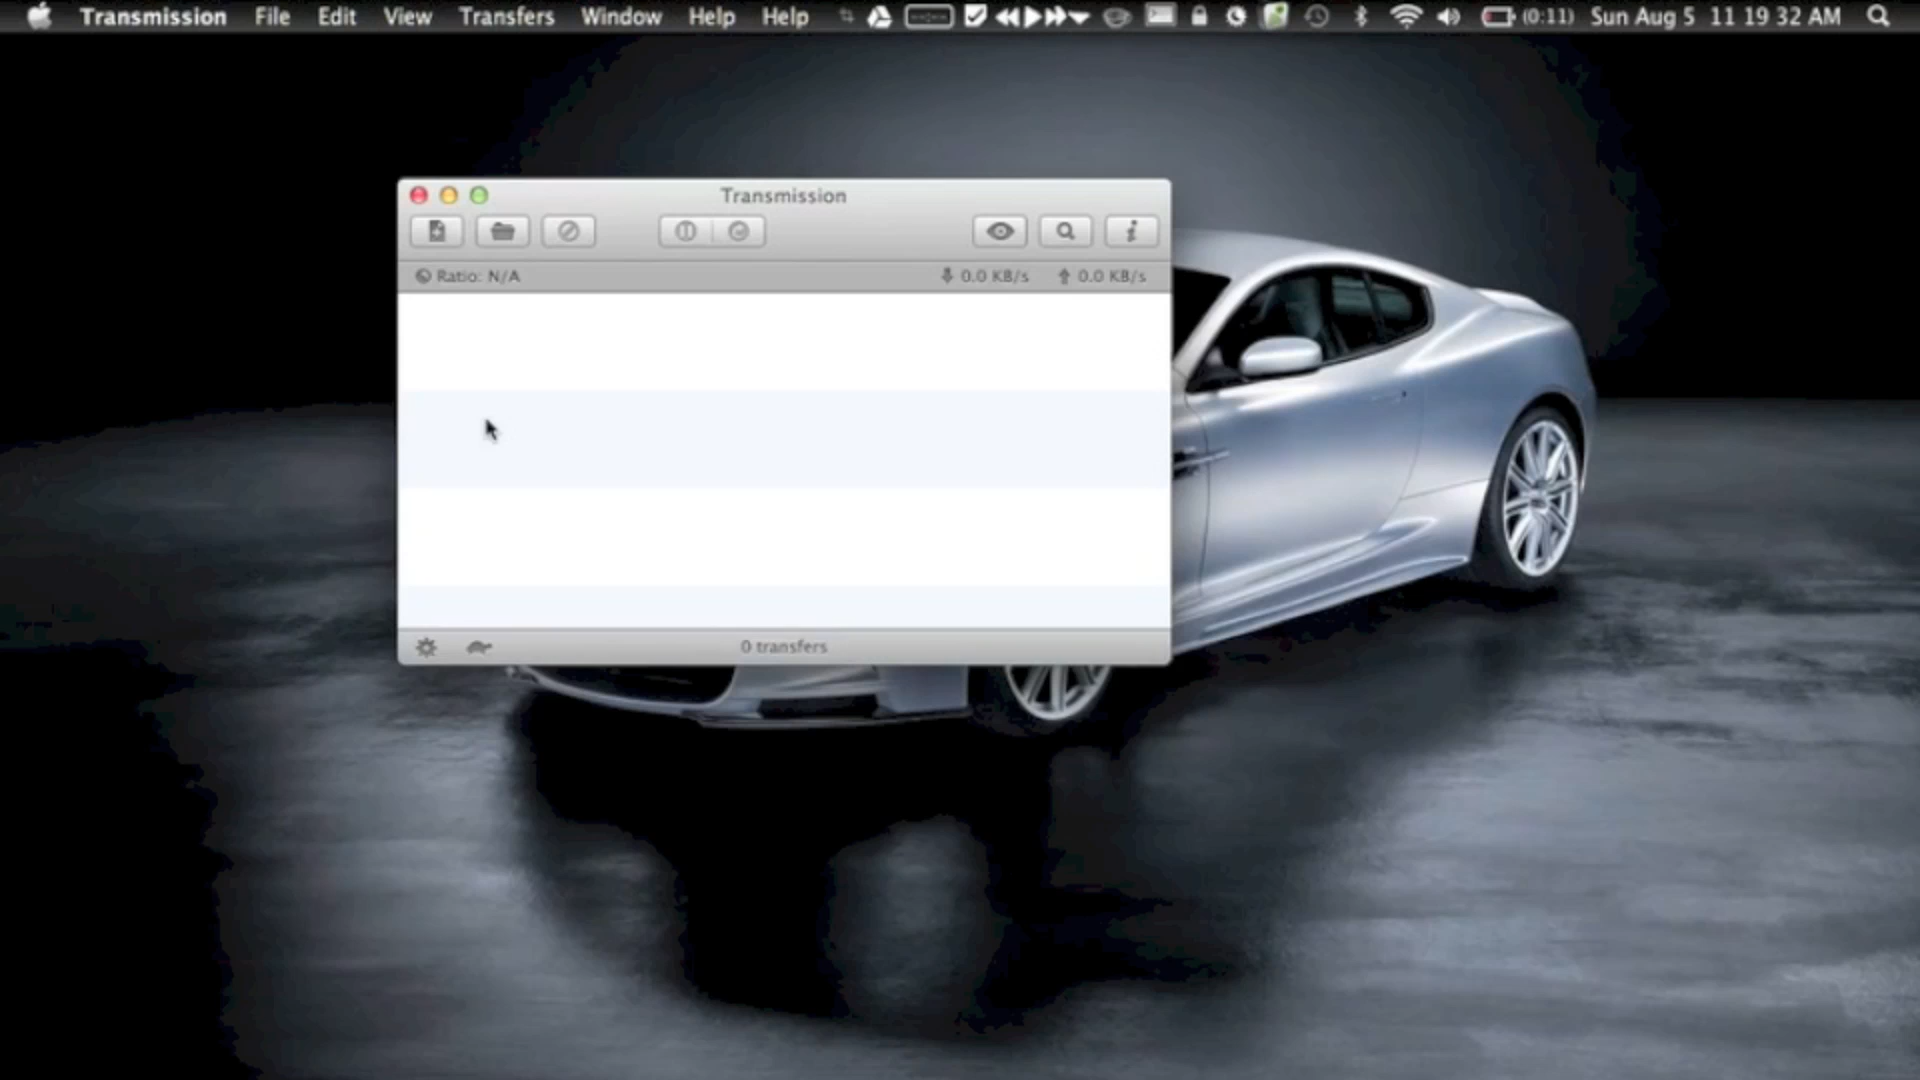 Transmission File Edit View Transfers Window Help Help (0:11) Sun Aug 5 11 19 32 AM
Transmission
Ratio: N/A 0.0 KB/s 0.0 KB/s
0 transfers